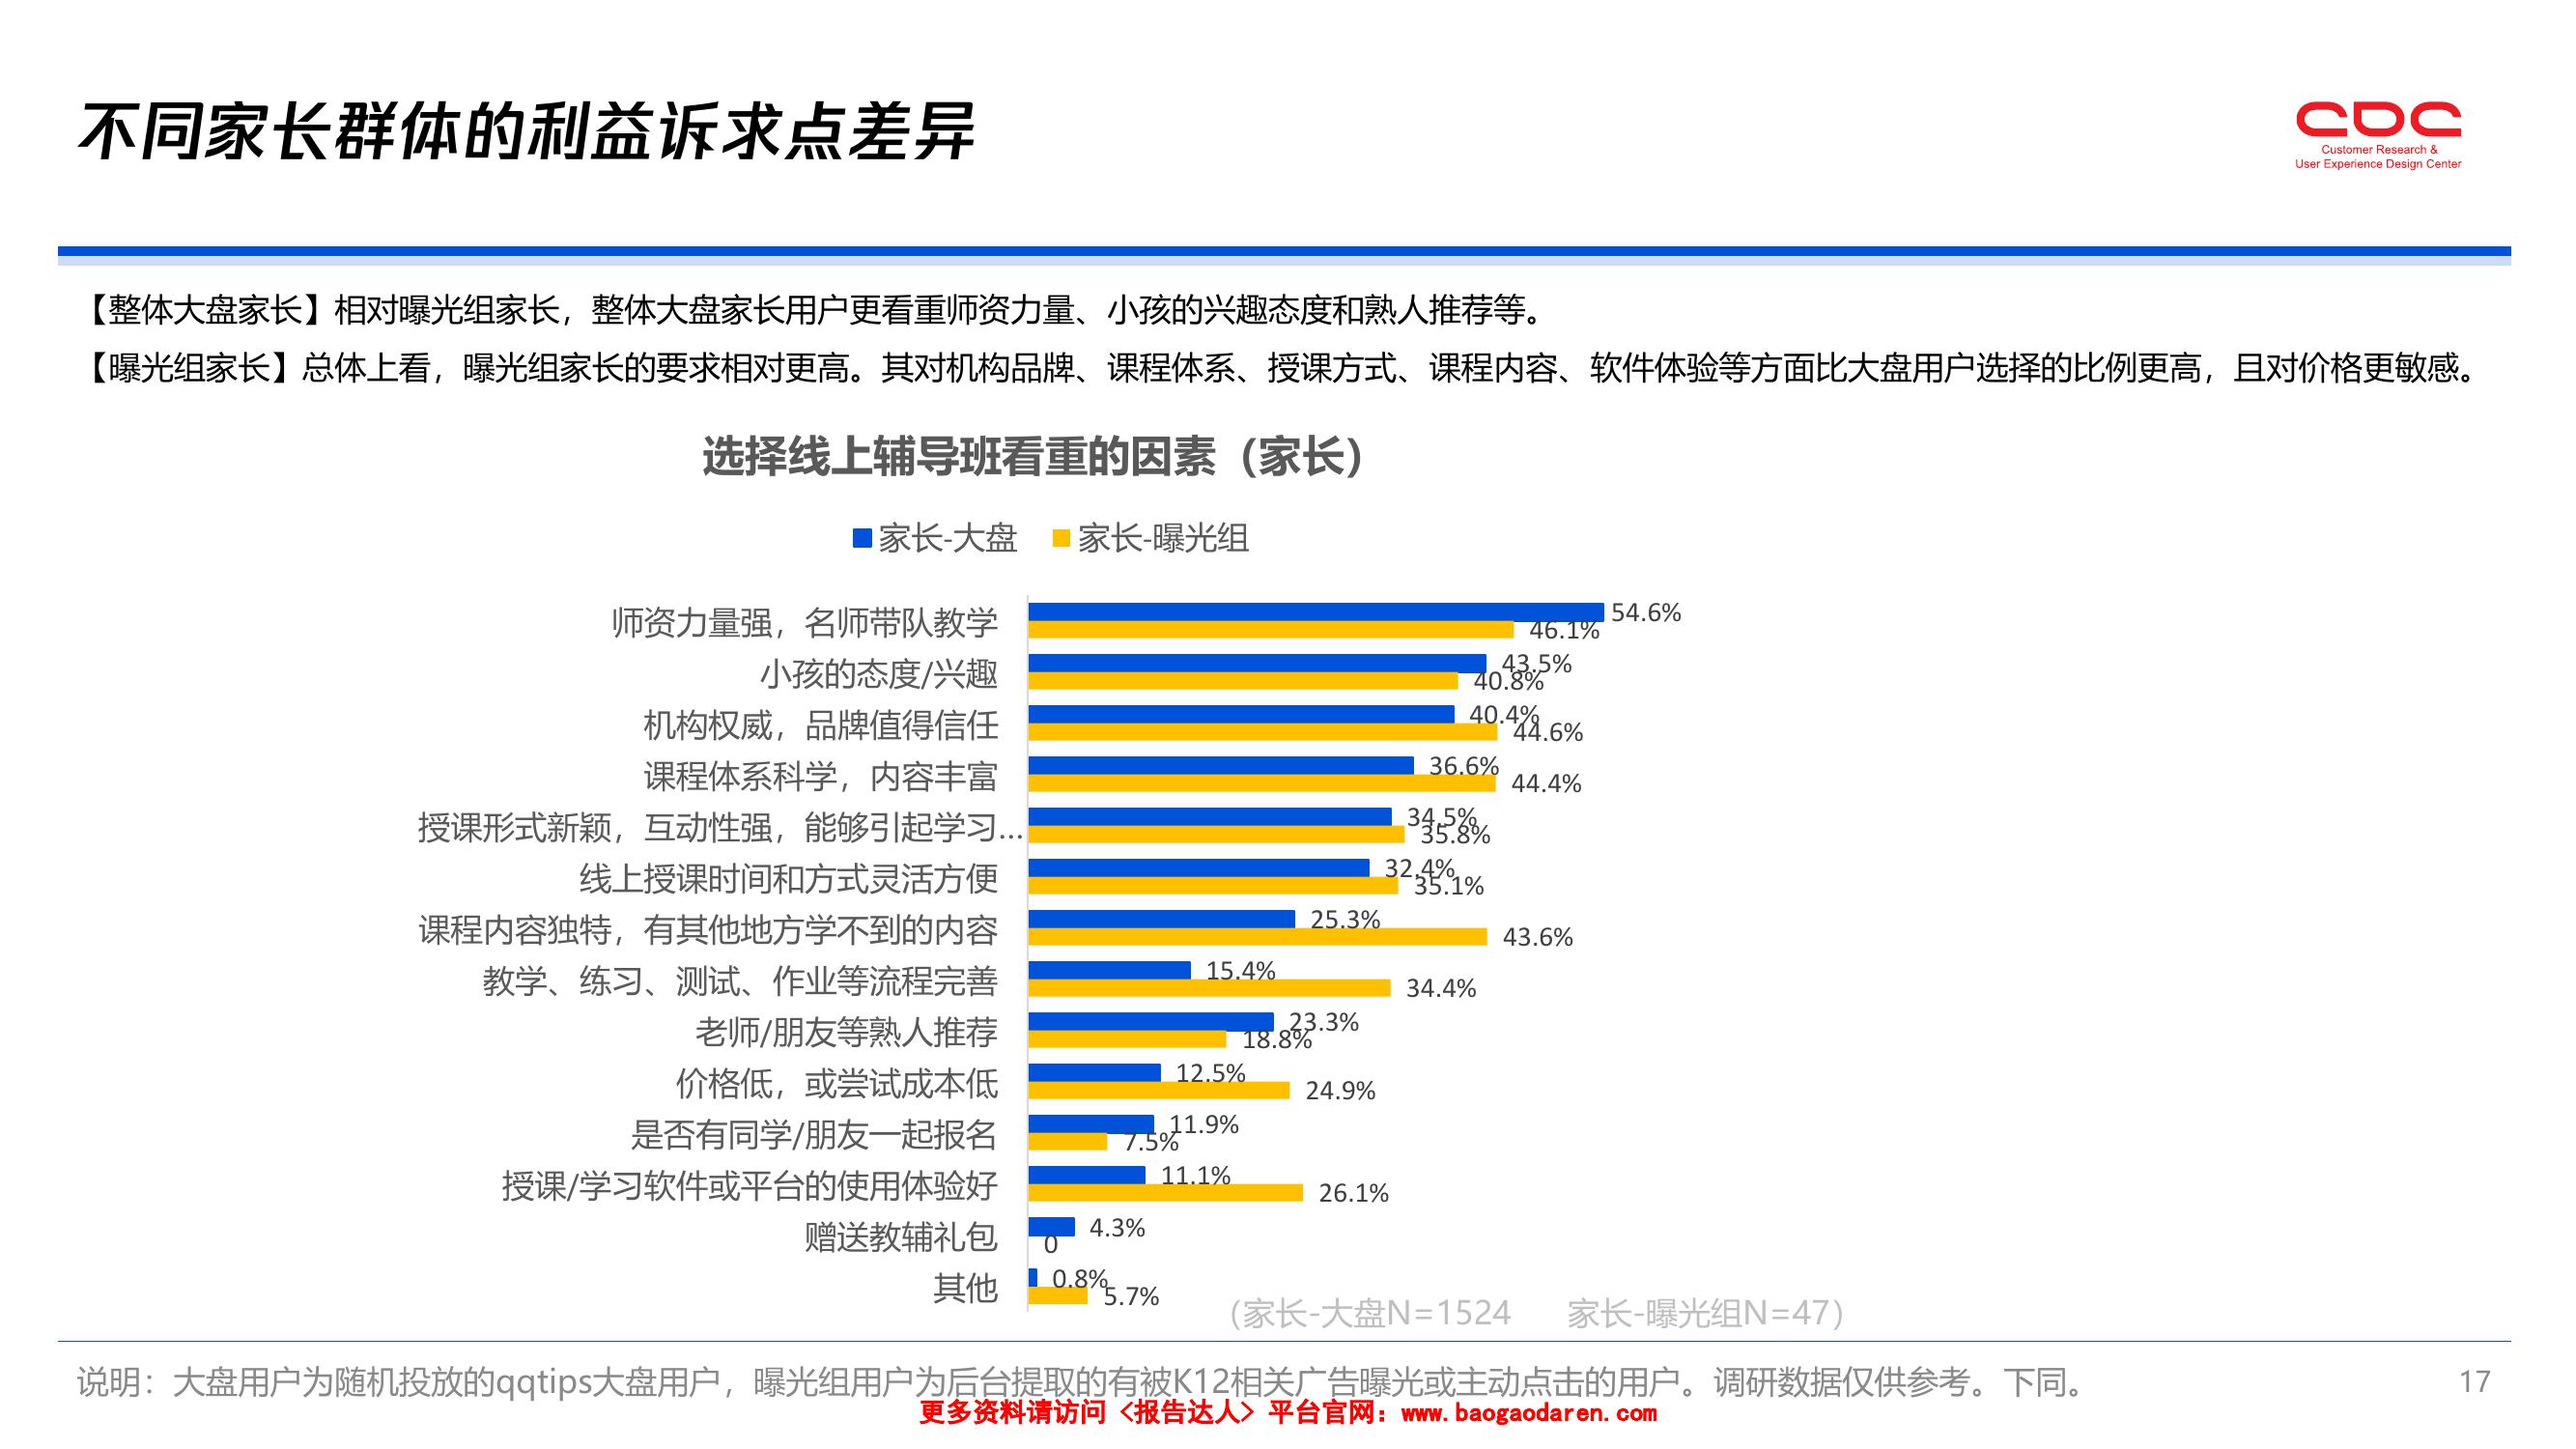 不同家长群体的利益诉求点差异
CDC
Customer Research &
User Experience Design Center
【整体大盘家长】相对曝光组家长，整体大盘家长用户更看重师资力量、小孩的兴趣态度和熟人推荐等。
【曝光组家长】总体上看，曝光组家长的要求相对更高。其对机构品牌、课程体系、授课方式、课程内容、软件体验等方面比大盘用户选择的比例更高，且对价格更敏感。
选择线上辅导班看重的因素（家长）
家长-大盘 家长-曝光组
师资力量强，名师带队教学 54.6% 46.1%
小孩的态度/兴趣 43.5% 40.8%
机构权威，品牌值得信任 40.4% 44.6%
课程体系科学，内容丰富 36.6% 44.4%
授课形式新颖，互动性强，能够引起学习… 34.5% 35.8%
线上授课时间和方式灵活方便 32.4% 35.1%
课程内容独特，有其他地方学不到的内容 25.3% 43.6%
教学、练习、测试、作业等流程完善 15.4% 34.4%
老师/朋友等熟人推荐 23.3% 18.8%
价格低，或尝试成本低 12.5% 24.9%
是否有同学/朋友一起报名 11.9% 7.5%
授课/学习软件或平台的使用体验好 11.1% 26.1%
赠送教辅礼包 4.3% 0
其他 0.8% 5.7%
（家长-大盘N=1524 家长-曝光组N=47）
说明：大盘用户为随机投放的qqtips大盘用户，曝光组用户为后台提取的有被K12相关广告曝光或主动点击的用户。调研数据仅供参考。下同。
17
更多资料请访问《报告达人》平台官网：www.baogaodaren.com